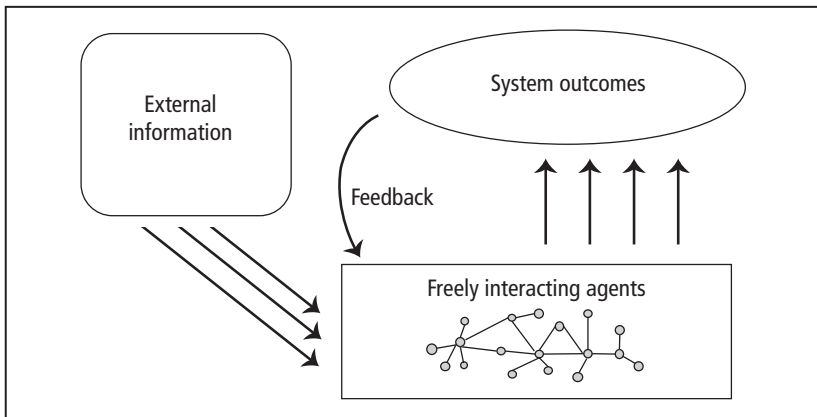 External
information
System outcomes
Feedback
Freely interacting agents